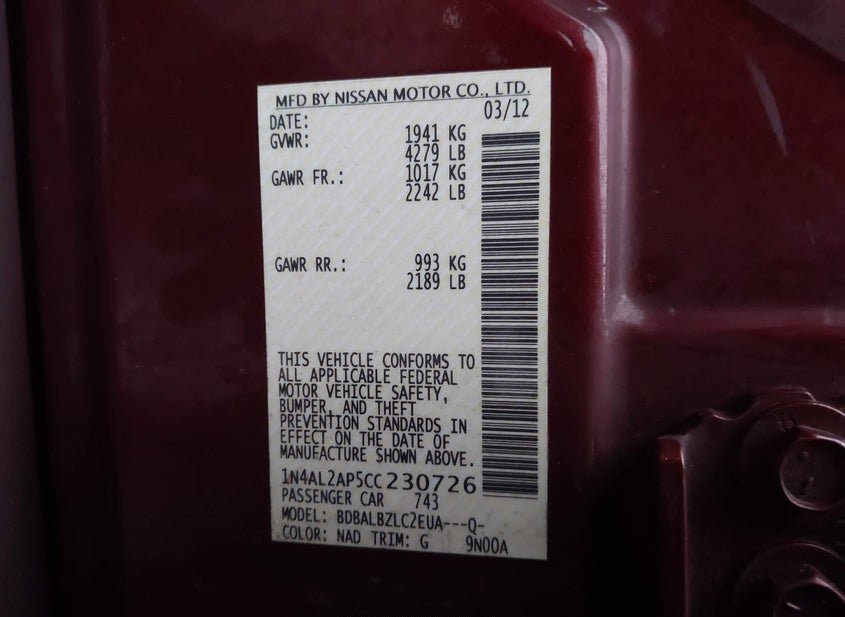 MFD BY NISSAN MOTOR CO., LTD.
DATE: 03/12
GVWR: 1941 KG
4279 LB
GAWR FR.: 1017 KG
2242 LB
GAWR RR.: 993 KG
2189 LB
THIS VEHICLE CONFORMS TO
ALL APPLICABLE FEDERAL
MOTOR VEHICLE SAFETY,
BUMPER, AND THEFT
PREVENTION STANDARDS IN
EFFECT ON THE DATE OF
MANUFACTURE SHOWN ABOVE.
1N4AL2AP5CC230726
PASSENGER CAR 743
MODEL: BDBALBZLC2EUA---Q-
COLOR: NAD TRIM: G 9N00A